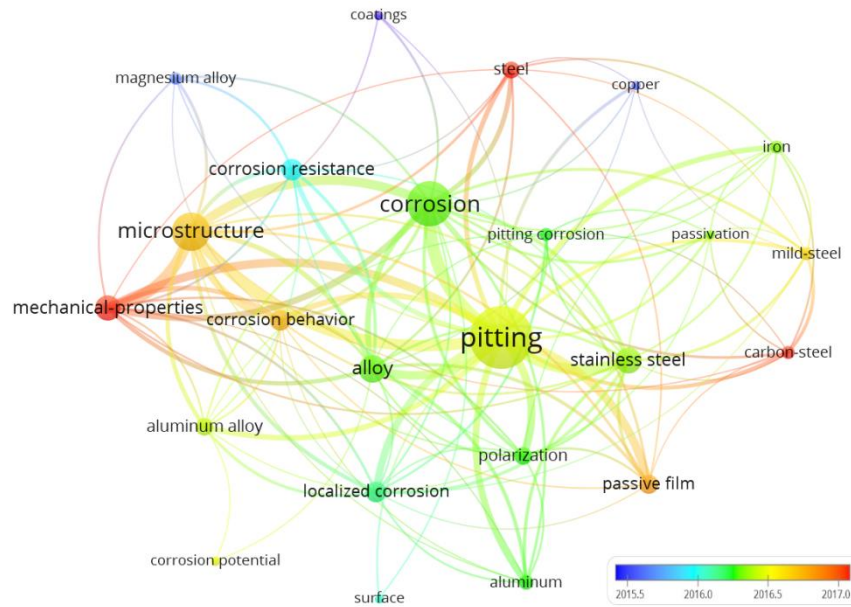 coatings
steel
magnesium alloy
copper
iron
corrosion resistance
corrosion
microstructure
pitting corrosion
passivation
mild-steel
mechanical-properties
corrosion behavior
pitting
carbon-steel
alloy
stainless steel
aluminum alloy
polarization
localized corrosion
passive film
corrosion potential
aluminum
surface
2015.5 2016.0 2016.5 2017.0